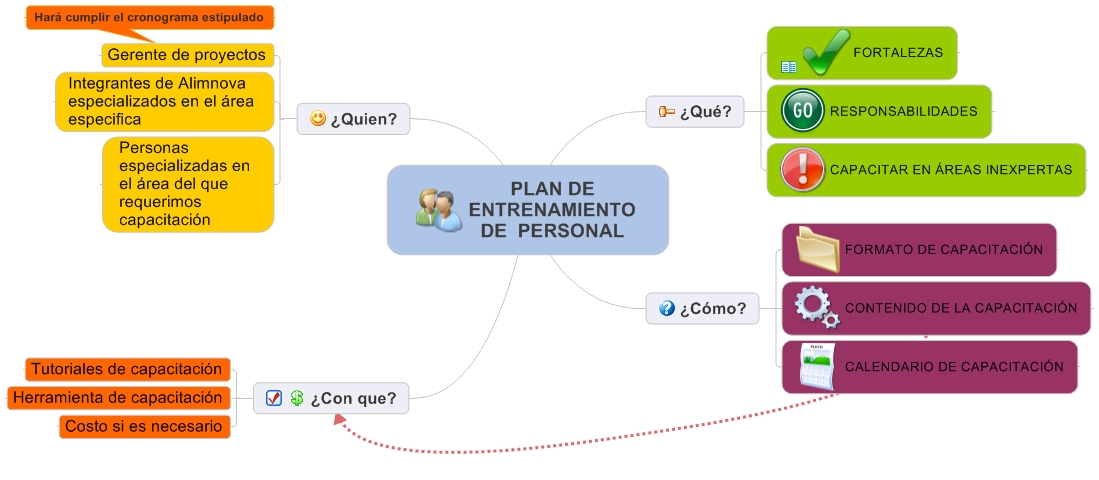 Hará cumplir el cronograma estipulado
Gerente de proyectos
Integrantes de Alimnova
especializados en el área
especifica
Personas
especializadas en
el área del que
requerimos
capacitación
¿Quien?
PLAN DE
ENTRENAMIENTO
DE PERSONAL
¿Qué?
FORTALEZAS
GO
RESPONSABILIDADES
CAPACITAR EN ÁREAS INEXPERTAS
¿Cómo?
FORMATO DE CAPACITACIÓN
CONTENIDO DE LA CAPACITACIÓN
CALENDARIO DE CAPACITACIÓN
¿Con que?
Tutoriales de capacitación
Herramienta de capacitación
Costo si es necesario